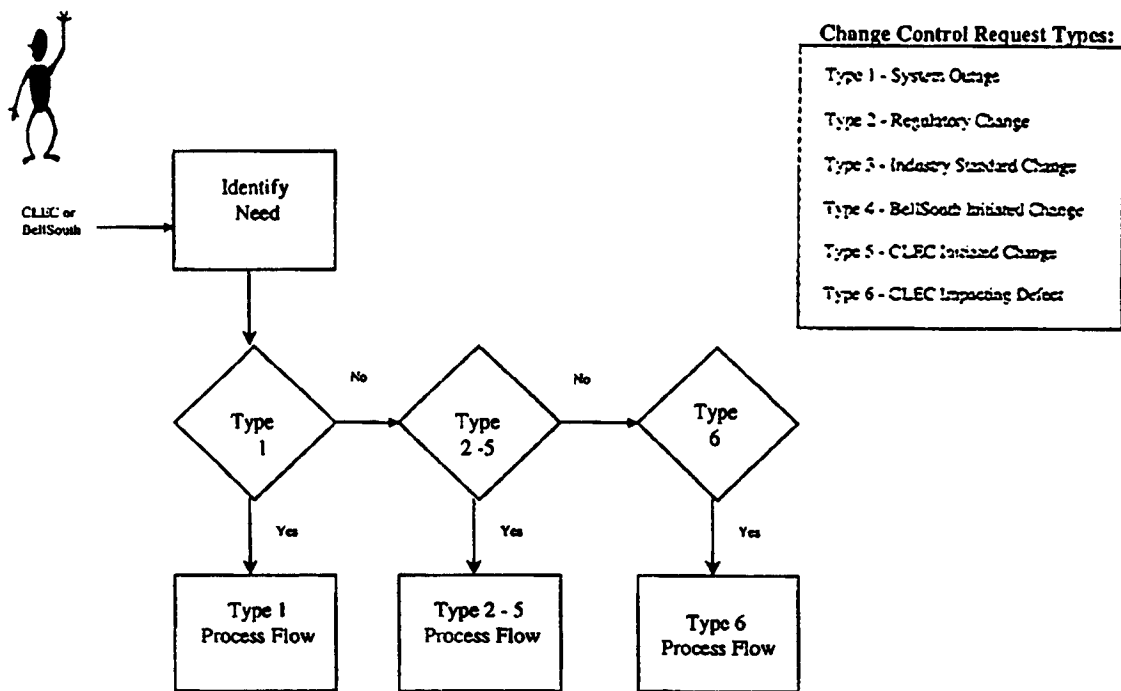 Change Control Request Types:
Type 1 - System Outage
Type 2 - Regulatory Change
Type 3 - Industry Standard Change
Type 4 - BellSouth Initiated Change
Type 5 - CLEC Initiated Change
Type 6 - CLEC Impacting Defect
Identify
Need
CLEC or
BellSouth
No
No
Type
1
Type
2 -5
Type
6
Yes
Yes
Yes
Type 1
Process Flow
Type 2 - 5
Process Flow
Type 6
Process Flow